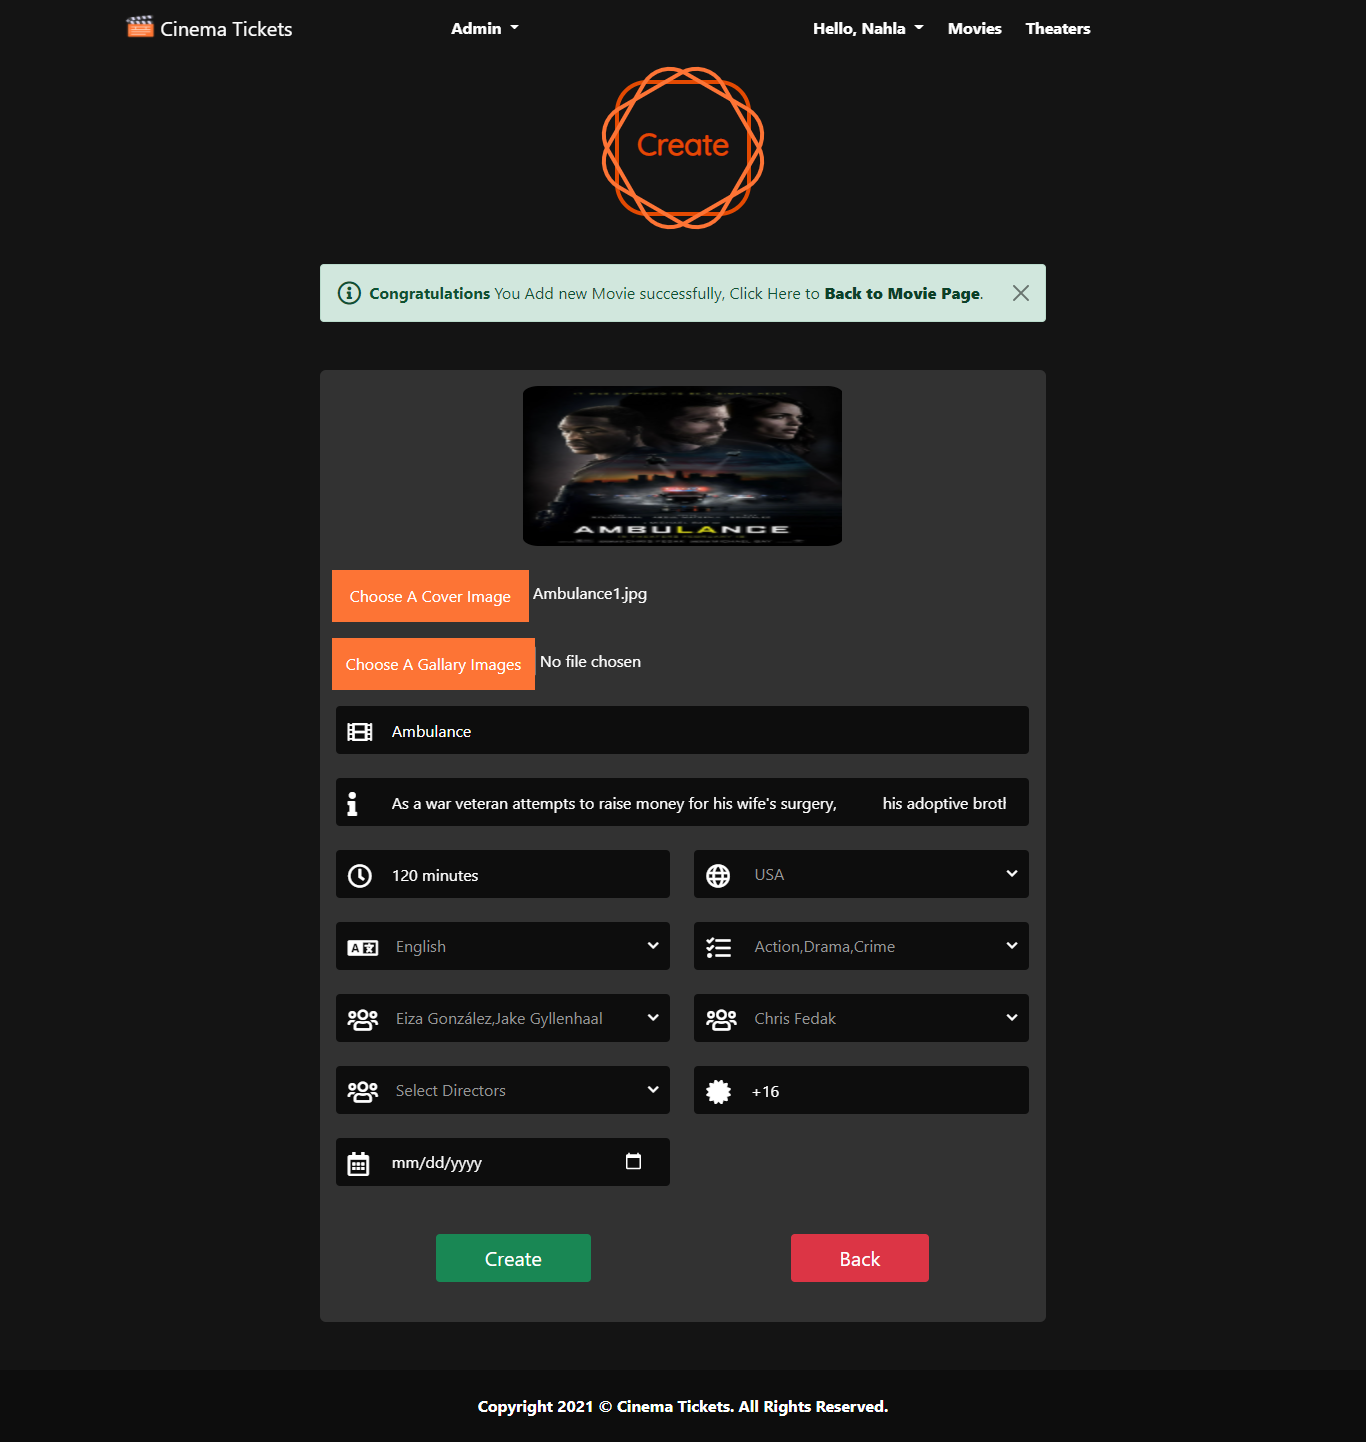 Cinema Tickets
Admin
Hello, Nahla
Movies
Theaters
Create
Congratulations You Add new Movie successfully, Click Here to Back to Movie Page.
AMBULANCE
Choose A Cover Image Ambulance1.jpg
Choose A Gallary Images No file chosen
Ambulance
As a war veteran attempts to raise money for his wife's surgery, his adoptive brotl
120 minutes
USA
English
Action,Drama,Crime
Eiza González,Jake Gyllenhaal
Chris Fedak
Select Directors
+16
mm/dd/yyyy
Create
Back
Copyright 2021 © Cinema Tickets. All Rights Reserved.